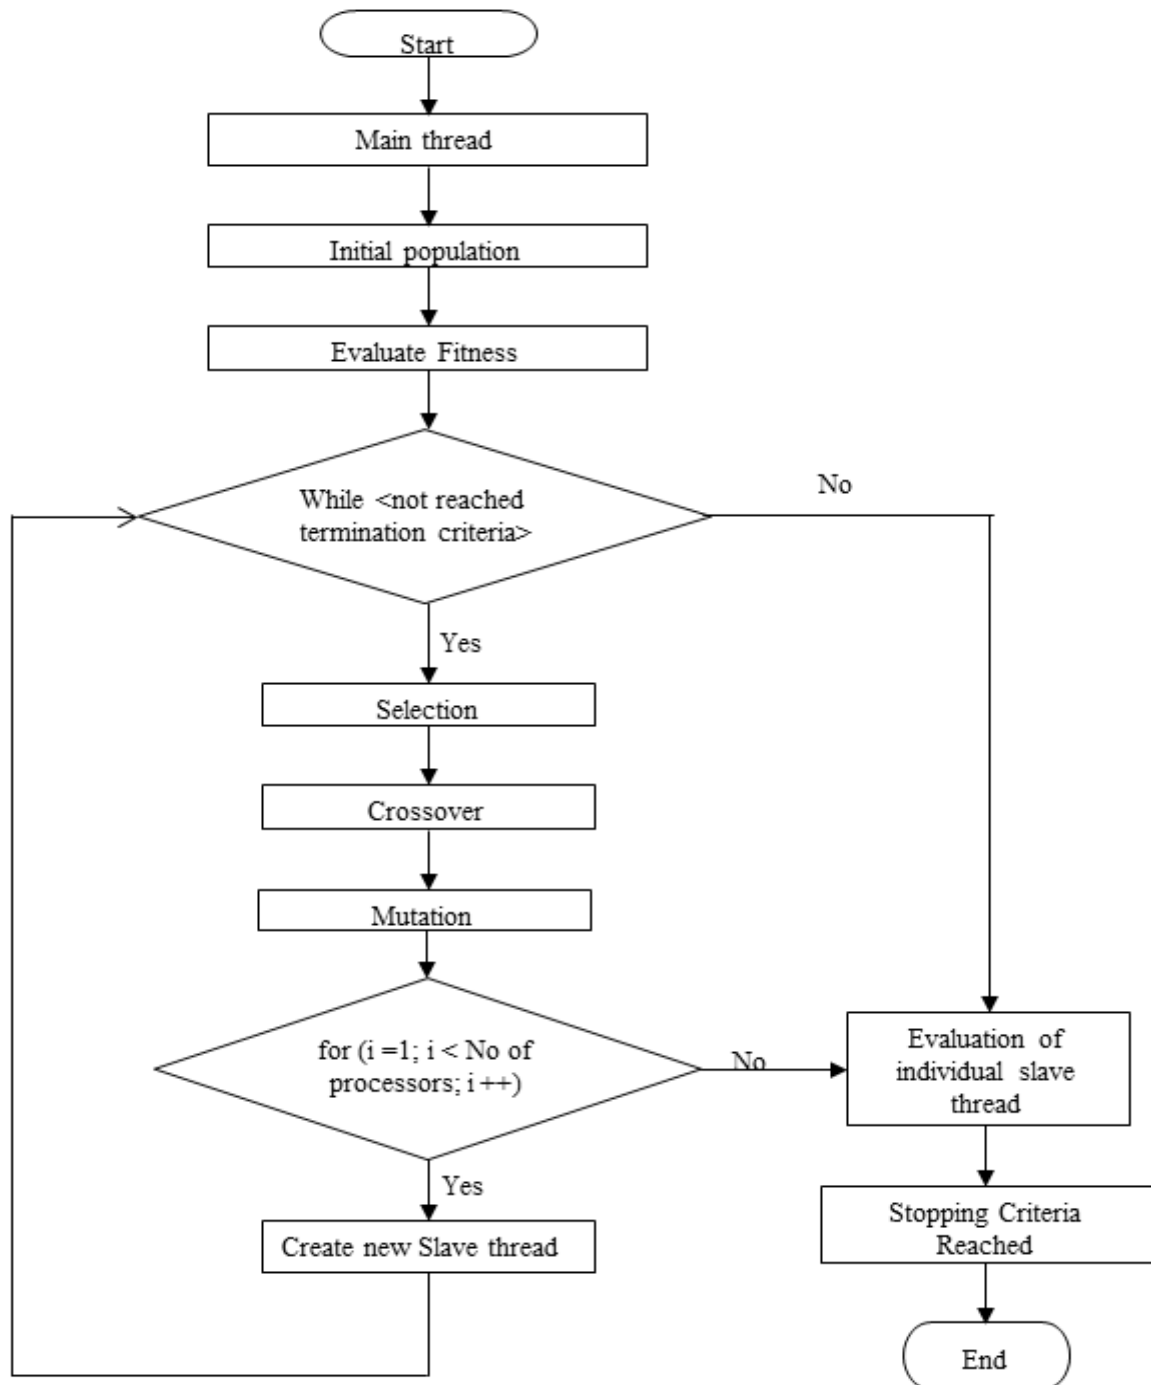 Start
Main thread
Initial population
Evaluate Fitness
While <not reached
termination criteria>
No
Yes
Selection
Crossover
Mutation
for (i =1; i < No of
processors; i ++)
No
Evaluation of
individual slave
thread
Yes
Create new Slave thread
Stopping Criteria
Reached
End